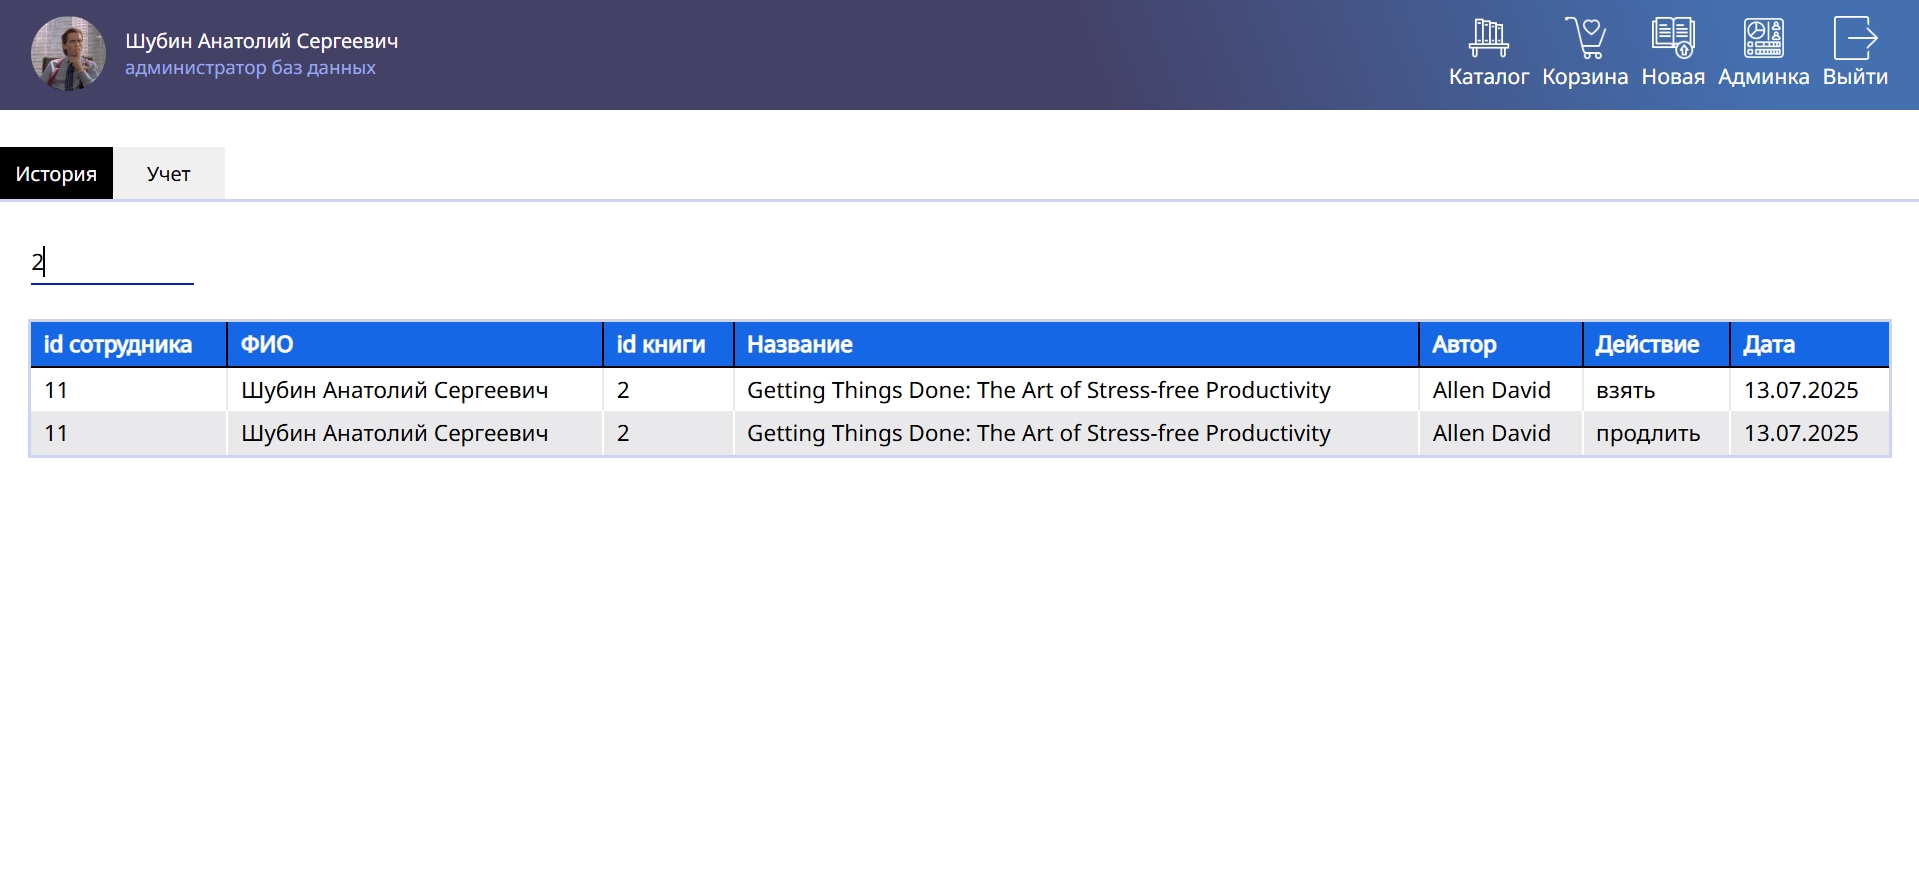 Шубин Анатолий Сергеевич
администратор баз данных
Каталог Корзина Новая Админка Выйти
История Учет
2
id сотрудника ФИО id книги Название Автор Действие Дата
11 Шубин Анатолий Сергеевич 2 Getting Things Done: The Art of Stress-free Productivity Allen David взять 13.07.2025
11 Шубин Анатолий Сергеевич 2 Getting Things Done: The Art of Stress-free Productivity Allen David продлить 13.07.2025